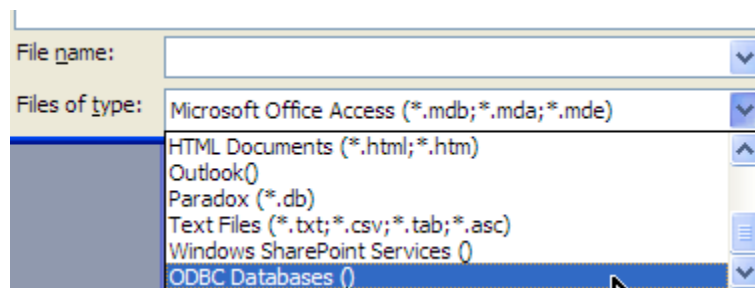 File name:
Files of type: Microsoft Office Access (*.mdb;*.mda;*.mde)
HTML Documents (*.html;*.htm)
Outlook()
Paradox (*.db)
Text Files (*.txt;*.csv;*.tab;*.asc)
Windows SharePoint Services ()
ODBC Databases ()